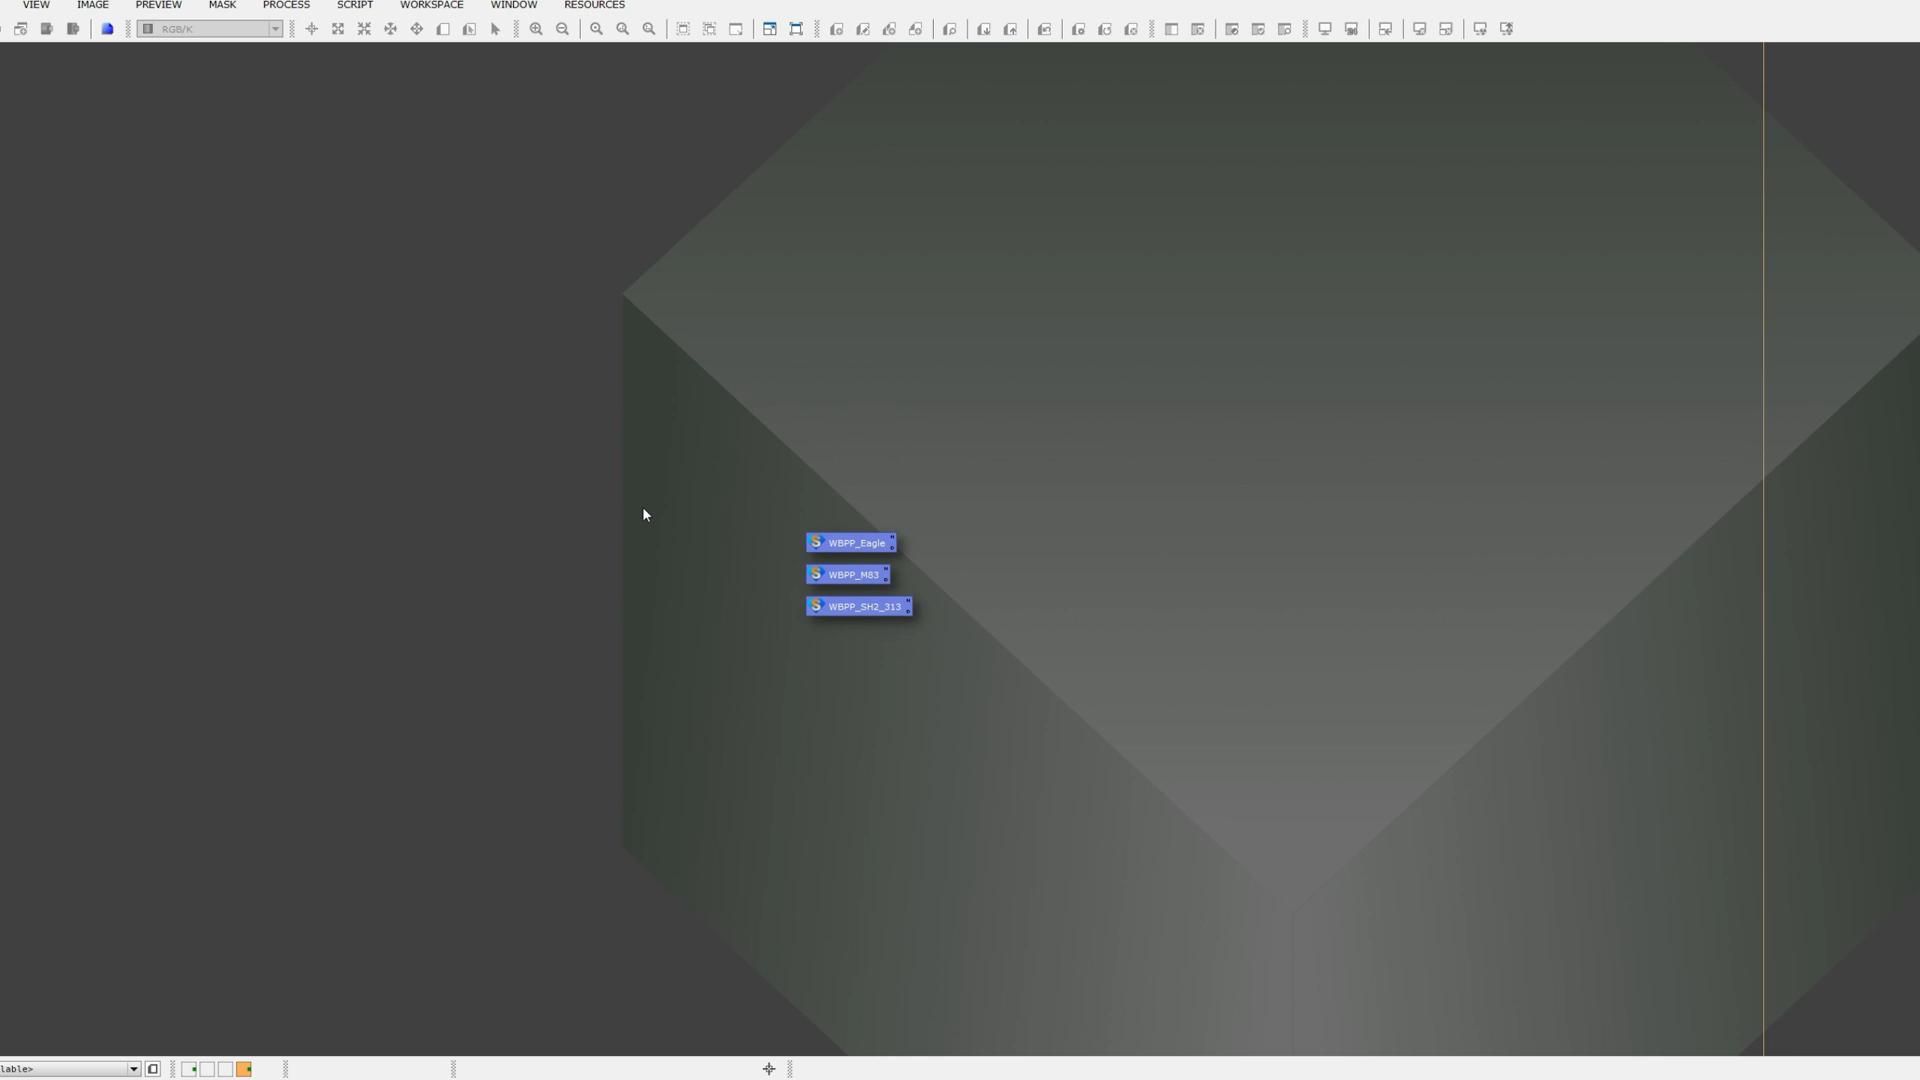 VIEW IMAGE PREVIEW MASK PROCESS SCRIPT WORKSPACE WINDOW RESOURCES
RGB/K
WBPP_Eagle
WBPP_M83
WBPP_SH2_313
lable>